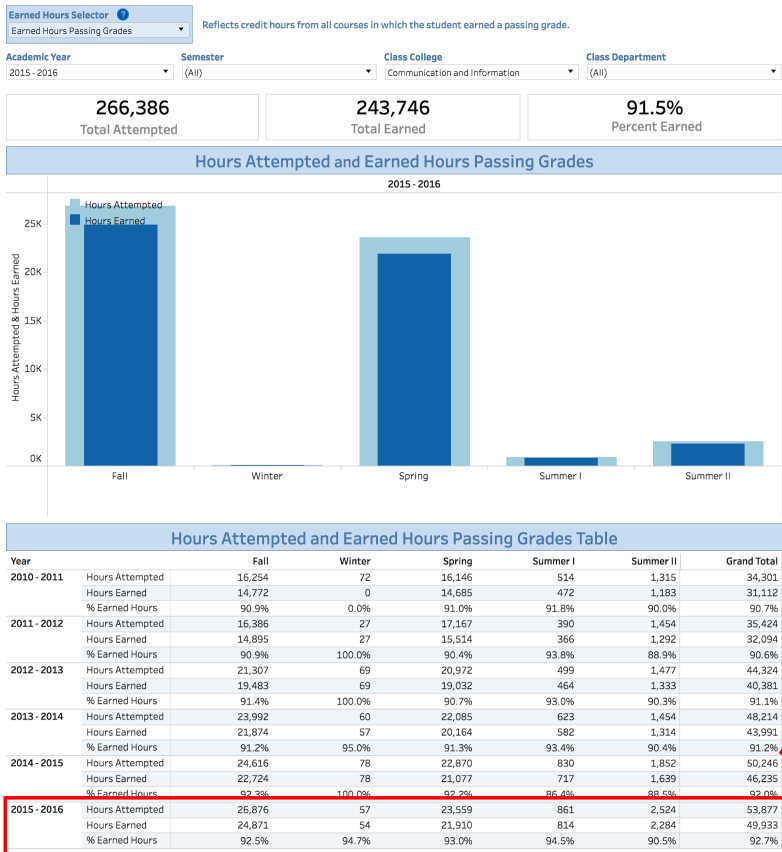 Earned Hours Selector ?
Earned Hours Passing Grades
Reflects credit hours from all courses in which the student earned a passing grade.
Academic Year Semester Class College Class Department
2015 - 2016 (All) Communication and Information (All)
266,386 243,746 91.5%
Total Attempted Total Earned Percent Earned
Hours Attempted and Earned Hours Passing Grades
2015 - 2016
Hours Attempted
Hours Earned
Hours Attempted & Hours Earned
25K
20K
15K
10K
5K
0K
Fall Winter Spring Summer I Summer II
Hours Attempted and Earned Hours Passing Grades Table
Year Fall Winter Spring Summer I Summer II Grand Total
2010 - 2011 Hours Attempted 16,254 72 16,146 514 1,315 34,301
Hours Earned 14,772 0 14,685 472 1,183 31,112
% Earned Hours 90.9% 0.0% 91.0% 91.8% 90.0% 90.7%
2011 - 2012 Hours Attempted 16,386 27 17,167 390 1,454 35,424
Hours Earned 14,895 27 15,514 366 1,292 32,094
% Earned Hours 90.9% 100.0% 90.4% 93.8% 88.9% 90.6%
2012 - 2013 Hours Attempted 21,307 69 20,972 499 1,477 44,324
Hours Earned 19,483 69 19,032 464 1,333 40,381
% Earned Hours 91.4% 100.0% 90.7% 93.0% 90.3% 91.1%
2013 - 2014 Hours Attempted 23,992 60 22,085 623 1,454 48,214
Hours Earned 21,874 57 20,164 582 1,314 43,991
% Earned Hours 91.2% 95.0% 91.3% 93.4% 90.4% 91.2%
2014 - 2015 Hours Attempted 24,616 78 22,870 830 1,852 50,246
Hours Earned 22,724 78 21,077 717 1,639 46,235
% Earned Hours 92.3% 100.0% 92.2% 86.4% 88.5% 92.0%
2015 - 2016 Hours Attempted 26,876 57 23,559 861 2,524 53,877
Hours Earned 24,871 54 21,910 814 2,284 49,933
% Earned Hours 92.5% 94.7% 93.0% 94.5% 90.5% 92.7%